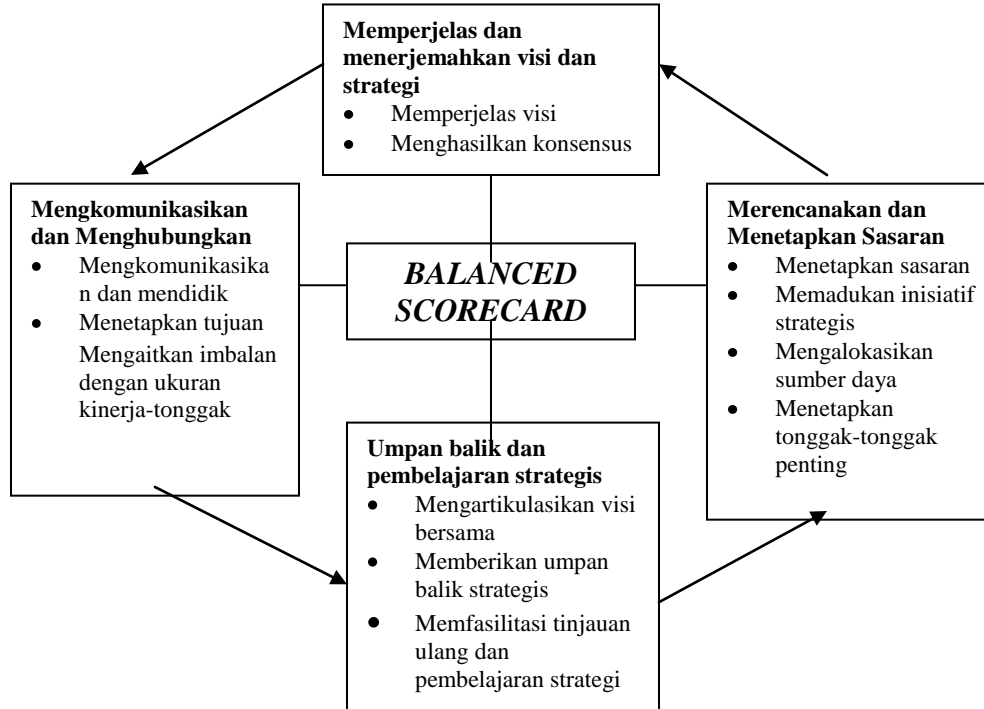 Memperjelas dan
menerjemahkan visi dan
strategi
• Memperjelas visi
• Menghasilkan konsensus
Mengkomunikasikan
dan Menghubungkan
• Mengkomunikasika
n dan mendidik
• Menetapkan tujuan
Mengaitkan imbalan
dengan ukuran
kinerja-tonggak
BALANCED
SCORECARD
Merencanakan dan
Menetapkan Sasaran
• Menetapkan sasaran
• Memadukan inisiatif
strategis
• Mengalokasikan
sumber daya
• Menetapkan
tonggak-tonggak
penting
Umpan balik dan
pembelajaran strategis
• Mengartikulasikan visi
bersama
• Memberikan umpan
balik strategis
• Memfasilitasi tinjauan
ulang dan
pembelajaran strategi